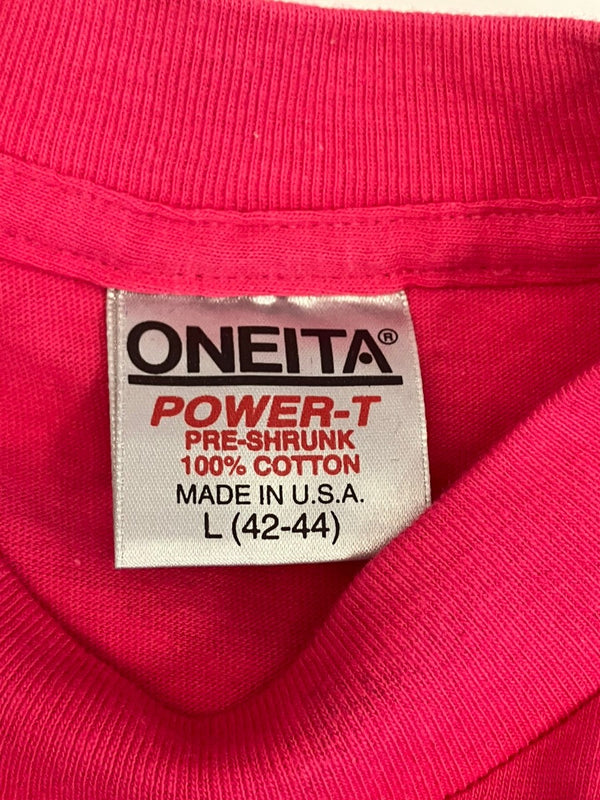 ONEITA®
POWER-T
PRE-SHRUNK
100% COTTON
MADE IN U.S.A.
L (42-44)